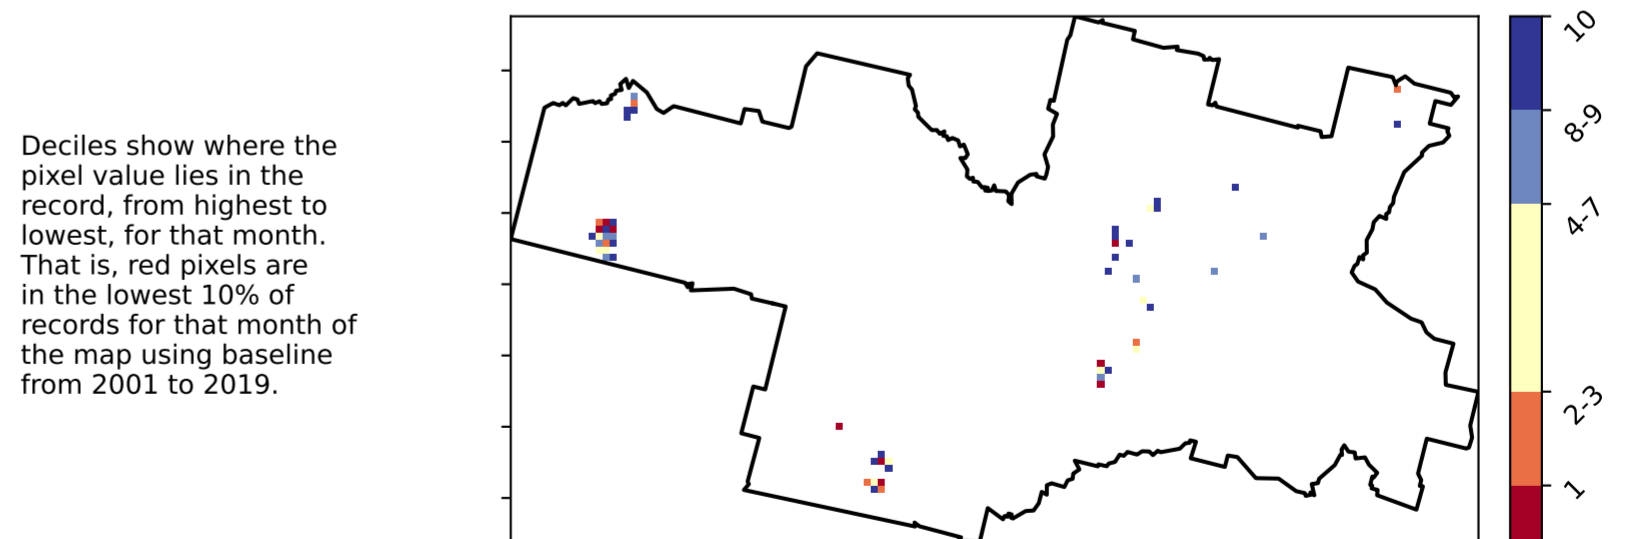 Deciles show where the
pixel value lies in the
record, from highest to
lowest, for that month.
That is, red pixels are
in the lowest 10% of
records for that month of
the map using baseline
from 2001 to 2019.
10
8-9
4-7
2-3
1